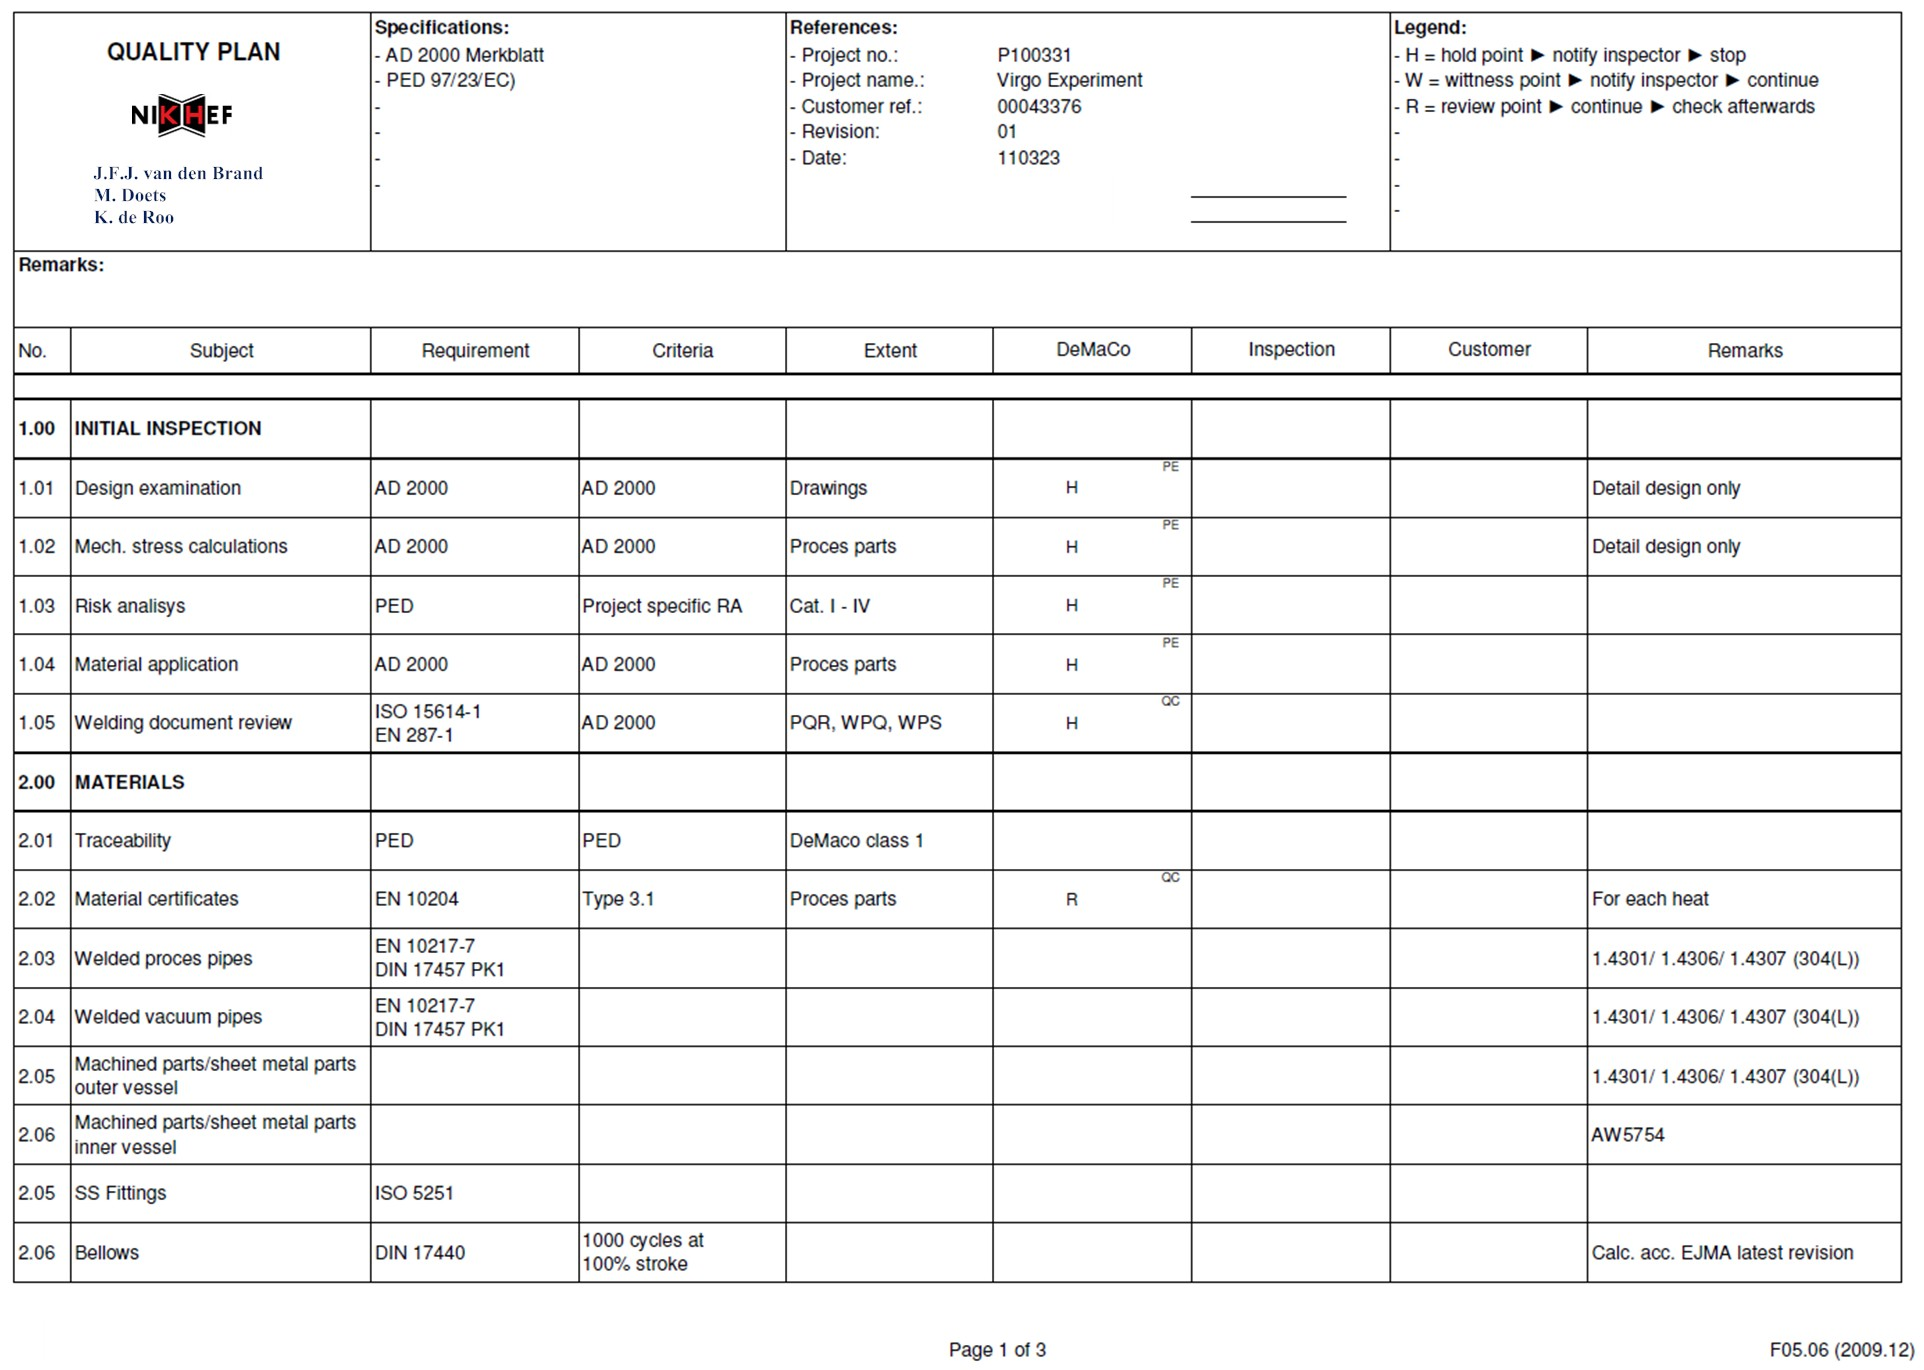 QUALITY PLAN
NIKHEF
J.F.J. van den Brand
M. Doets
K. de Roo
Specifications:
- AD 2000 Merkblatt
- PED 97/23/EC)
-
-
-
-
References:
- Project no.: P100331
- Project name.: Virgo Experiment
- Customer ref.: 00043376
- Revision: 01
- Date: 110323
Legend:
- H = hold point ► notify inspector ► stop
- W = wittness point ► notify inspector ► continue
- R = review point ► continue ► check afterwards
-
-
-
-
Remarks:
No. Subject Requirement Criteria Extent DeMaCo Inspection Customer Remarks
1.00 INITIAL INSPECTION
1.01 Design examination AD 2000 AD 2000 Drawings H PE Detail design only
1.02 Mech. stress calculations AD 2000 AD 2000 Proces parts H PE Detail design only
1.03 Risk analisys PED Project specific RA Cat. I - IV H PE
1.04 Material application AD 2000 AD 2000 Proces parts H PE
1.05 Welding document review ISO 15614-1
EN 287-1 AD 2000 PQR, WPQ, WPS H QC
2.00 MATERIALS
2.01 Traceability PED PED DeMaco class 1
2.02 Material certificates EN 10204 Type 3.1 Proces parts R QC For each heat
2.03 Welded proces pipes EN 10217-7
DIN 17457 PK1 1.4301/ 1.4306/ 1.4307 (304(L))
2.04 Welded vacuum pipes EN 10217-7
DIN 17457 PK1 1.4301/ 1.4306/ 1.4307 (304(L))
2.05 Machined parts/sheet metal parts
outer vessel 1.4301/ 1.4306/ 1.4307 (304(L))
2.06 Machined parts/sheet metal parts
inner vessel AW5754
2.05 SS Fittings ISO 5251
2.06 Bellows DIN 17440 1000 cycles at
100% stroke Calc. acc. EJMA latest revision
Page 1 of 3 F05.06 (2009.12)